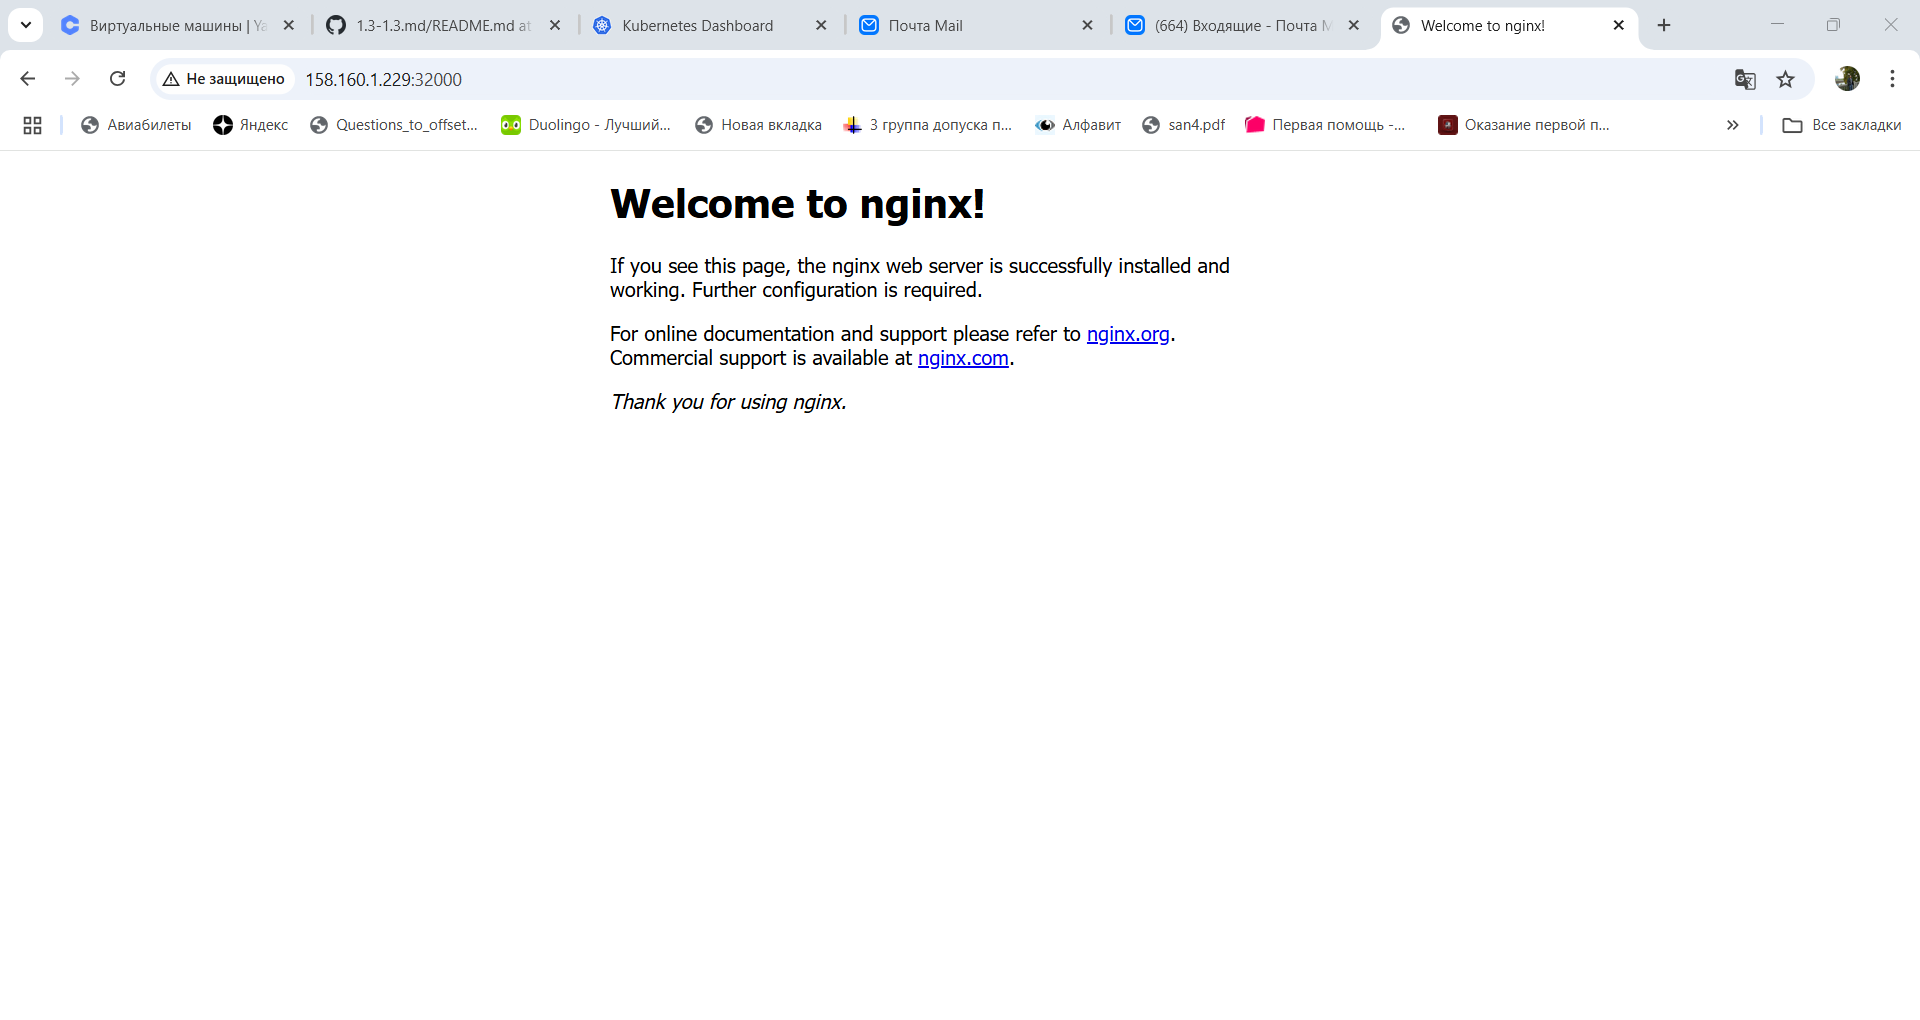 Виртуальные машины | Ya
1.3-1.3.md/README.md at
Kubernetes Dashboard
Почта Mail
(664) Входящие - Почта M
Welcome to nginx!
Не защищено
158.160.1.229:32000
Авиабилеты
Яндекс
Questions_to_offset...
Duolingo - Лучший...
Новая вкладка
3 группа допуска п...
Алфавит
san4.pdf
Первая помощь -...
Оказание первой п...
Все закладки
Welcome to nginx!
If you see this page, the nginx web server is successfully installed and
working. Further configuration is required.
For online documentation and support please refer to nginx.org.
Commercial support is available at nginx.com.
Thank you for using nginx.